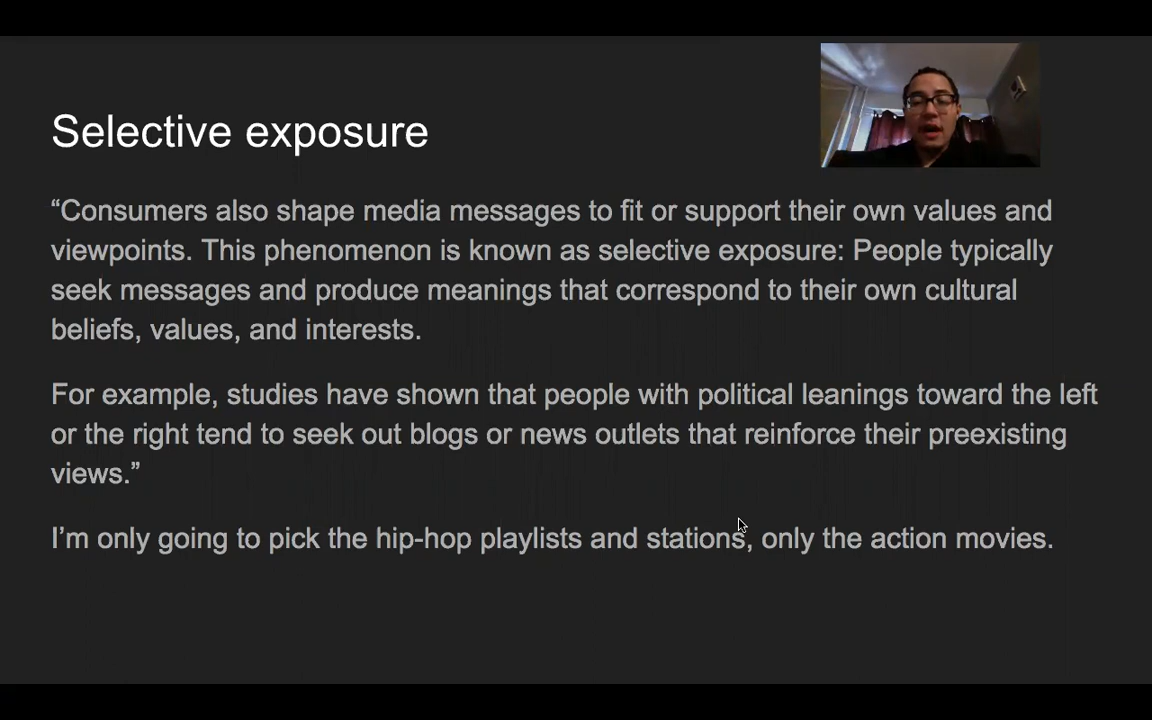 Selective exposure
“Consumers also shape media messages to fit or support their own values and
viewpoints. This phenomenon is known as selective exposure: People typically
seek messages and produce meanings that correspond to their own cultural
beliefs, values, and interests.
For example, studies have shown that people with political leanings toward the left
or the right tend to seek out blogs or news outlets that reinforce their preexisting
views.”
I’m only going to pick the hip-hop playlists and stations, only the action movies.